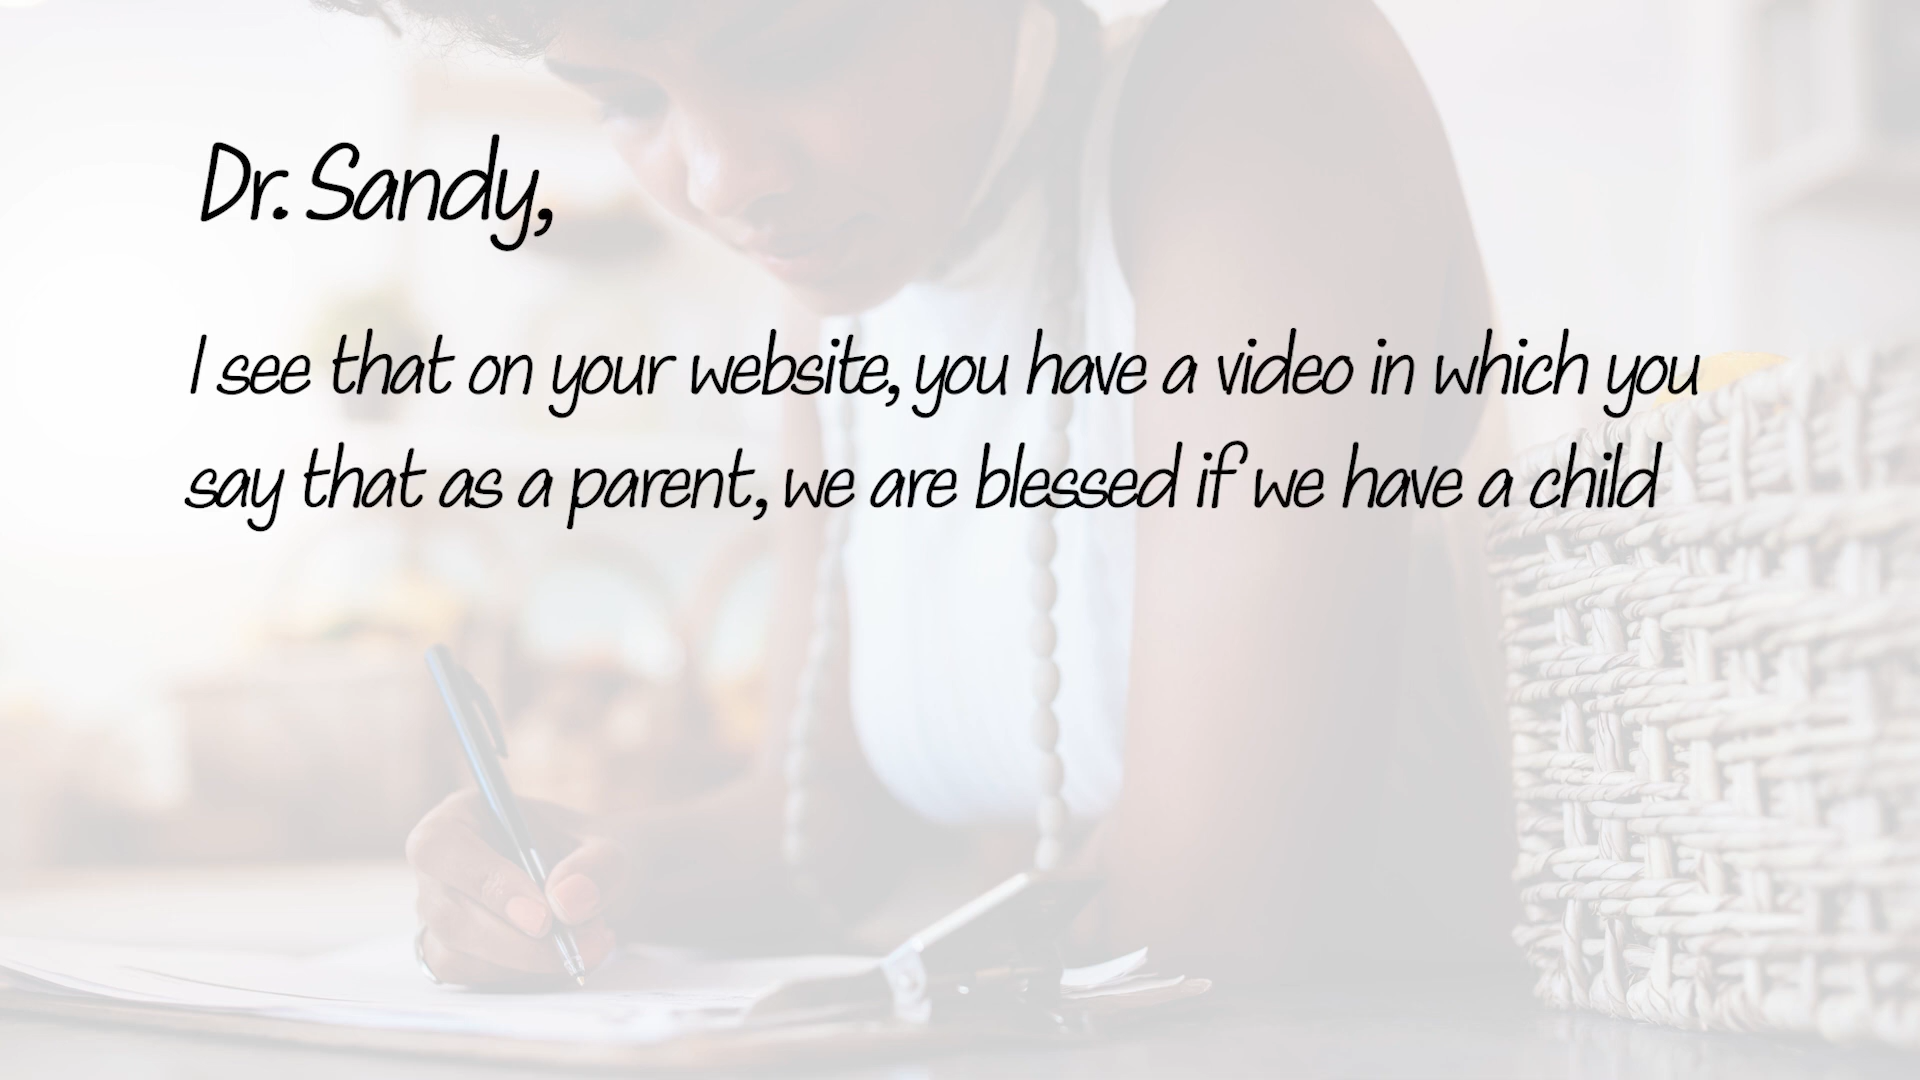 Dr. Sandy,
I see that on your website, you have a video in which you
say that as a parent, we are blessed if we have a child